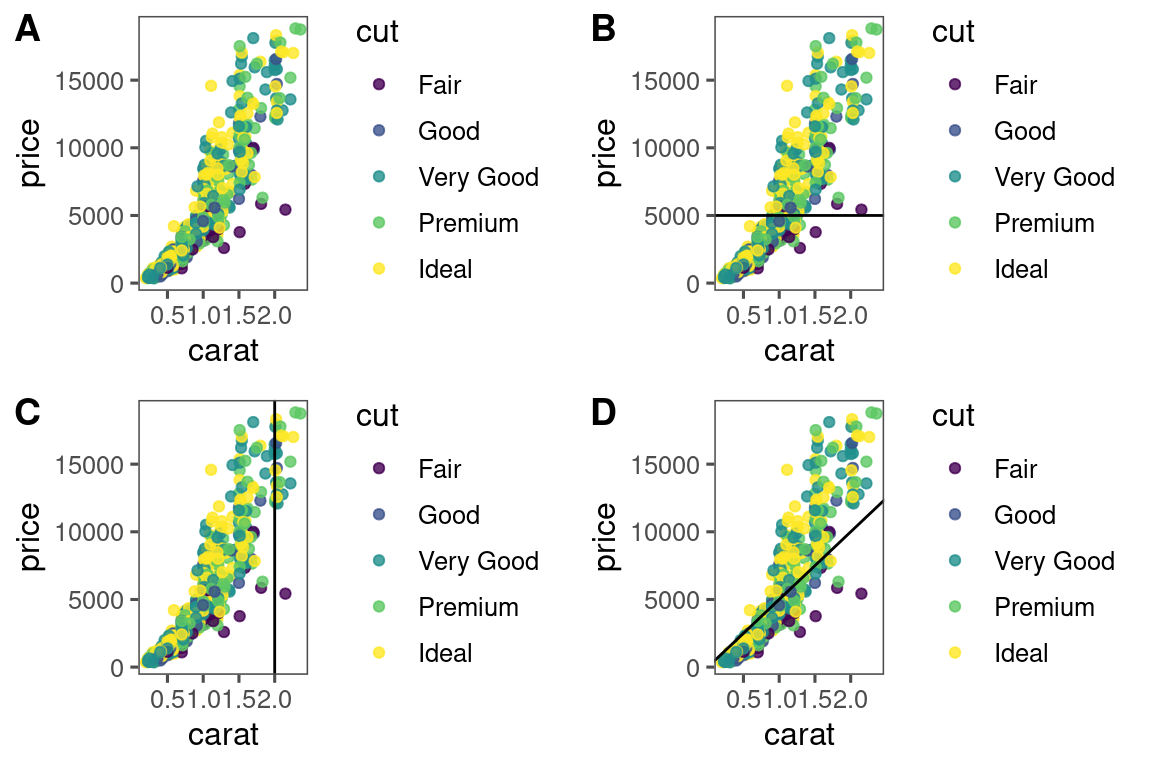 A
cut
Fair
Good
Very Good
Premium
Ideal
price
15000
10000
5000
0
0.51.01.52.0
carat
B
cut
Fair
Good
Very Good
Premium
Ideal
price
15000
10000
5000
0
0.51.01.52.0
carat
C
cut
Fair
Good
Very Good
Premium
Ideal
price
15000
10000
5000
0
0.51.01.52.0
carat
D
cut
Fair
Good
Very Good
Premium
Ideal
price
15000
10000
5000
0
0.51.01.52.0
carat